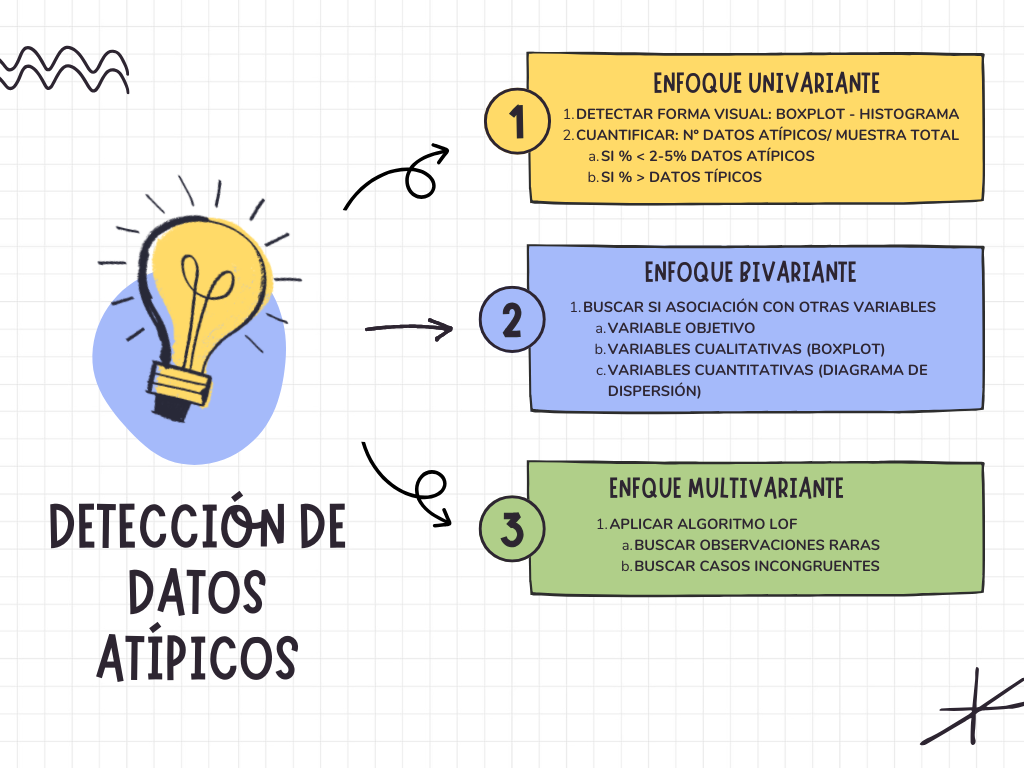 DETECCIÓN DE
DATOS
ATÍPICOS
1
ENFOQUE UNIVARIANTE
1. DETECTAR FORMA VISUAL: BOXPLOT - HISTOGRAMA
2. CUANTIFICAR: Nº DATOS ATÍPICOS/ MUESTRA TOTAL
a. SI % < 2-5% DATOS ATÍPICOS
b. SI % > DATOS TÍPICOS
2
ENFOQUE BIVARIANTE
1. BUSCAR SI ASOCIACIÓN CON OTRAS VARIABLES
a. VARIABLE OBJETIVO
b. VARIABLES CUALITATIVAS (BOXPLOT)
c. VARIABLES CUANTITATIVAS (DIAGRAMA DE
DISPERSIÓN)
3
ENFQUE MULTIVARIANTE
1. APLICAR ALGORITMO LOF
a. BUSCAR OBSERVACIONES RARAS
b. BUSCAR CASOS INCONGRUENTES